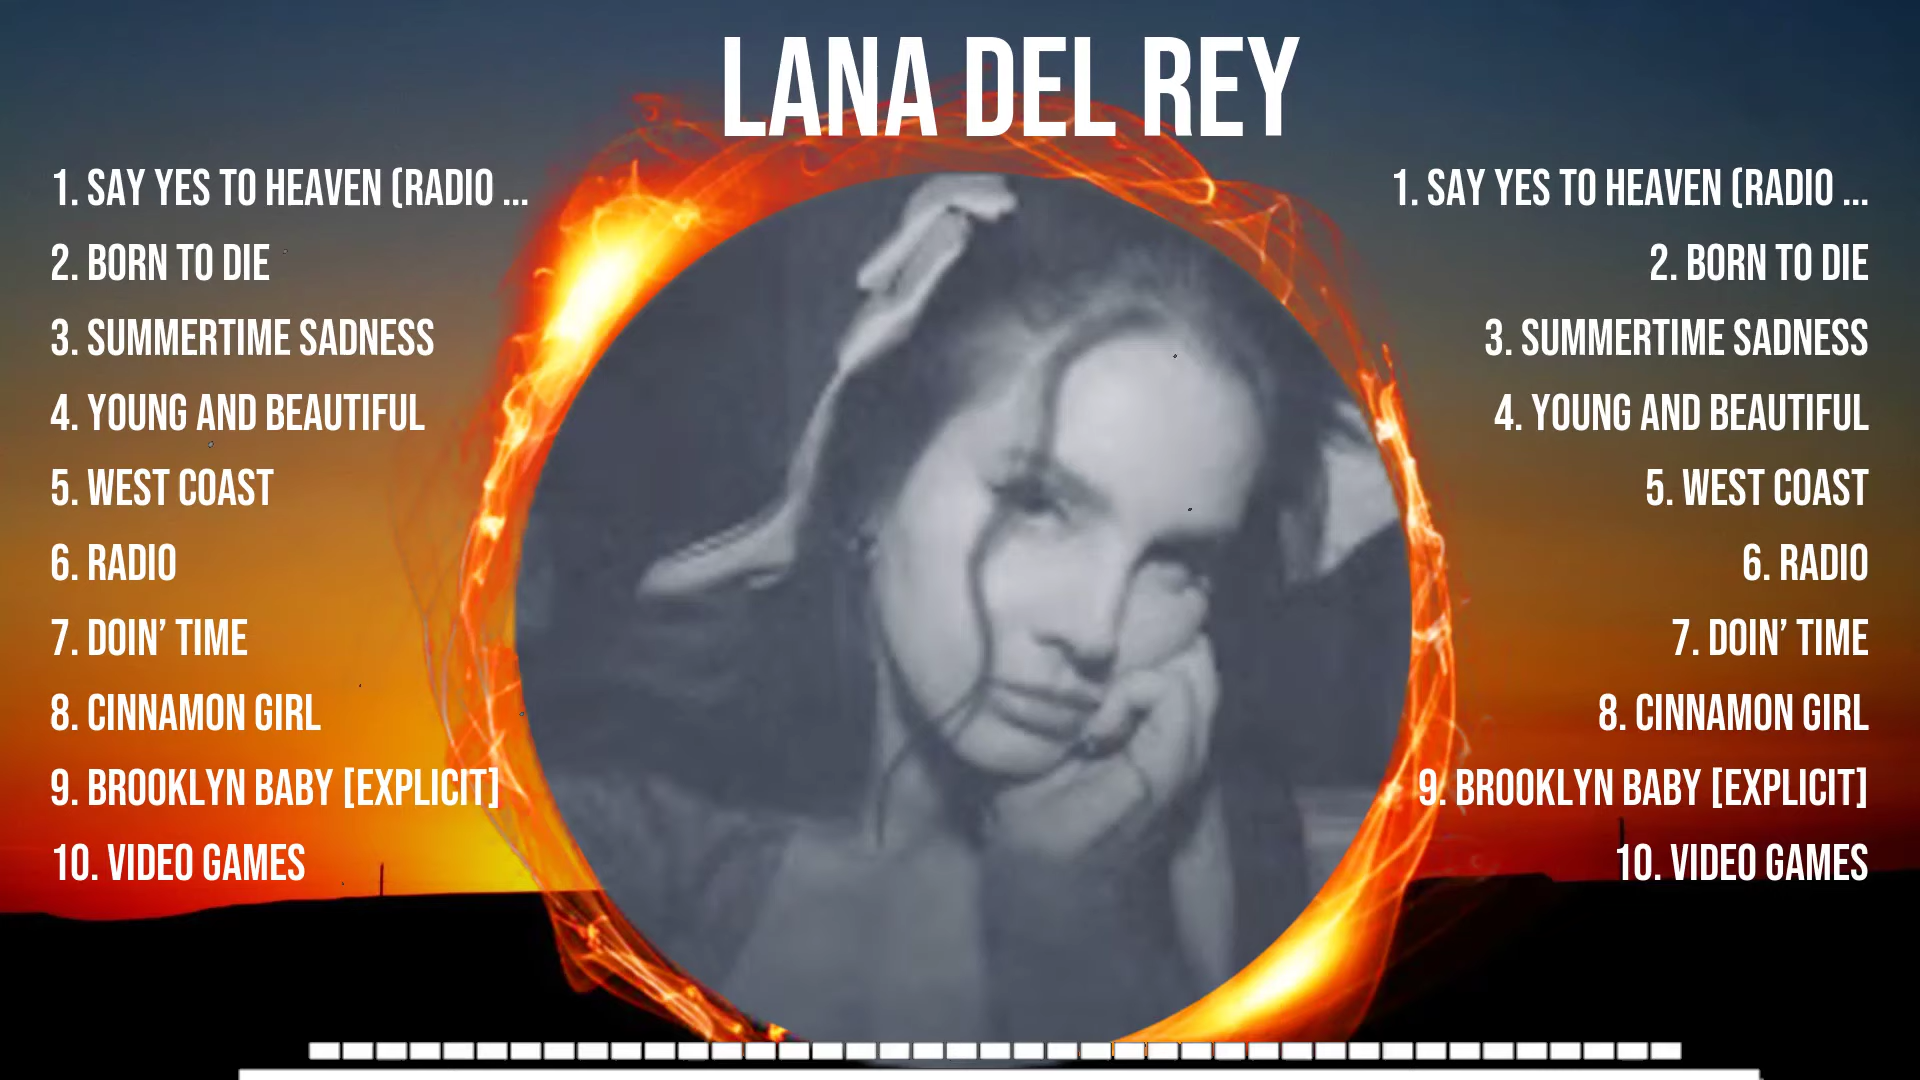 LANA DEL REY
1. SAY YES TO HEAVEN (RADIO ...
2. BORN TO DIE
3. SUMMERTIME SADNESS
4. YOUNG AND BEAUTIFUL
5. WEST COAST
6. RADIO
7. DOIN’ TIME
8. CINNAMON GIRL
9. BROOKLYN BABY [EXPLICIT]
10. VIDEO GAMES
1. SAY YES TO HEAVEN (RADIO ...
2. BORN TO DIE
3. SUMMERTIME SADNESS
4. YOUNG AND BEAUTIFUL
5. WEST COAST
6. RADIO
7. DOIN’ TIME
8. CINNAMON GIRL
9. BROOKLYN BABY [EXPLICIT]
10. VIDEO GAMES